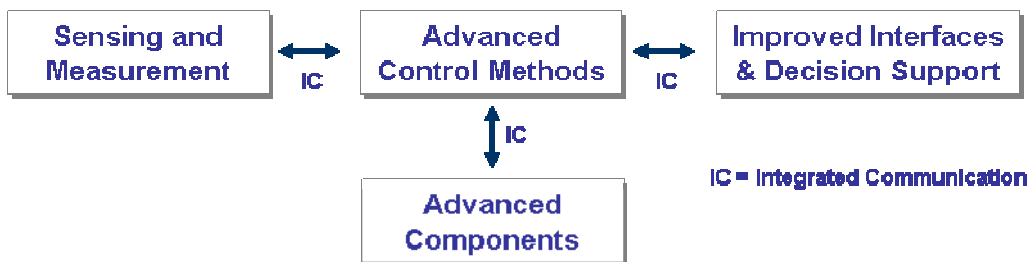 Sensing and
Measurement
IC
Advanced
Control Methods
IC
Improved Interfaces
& Decision Support
IC
IC = Integrated Communication
Advanced
Components